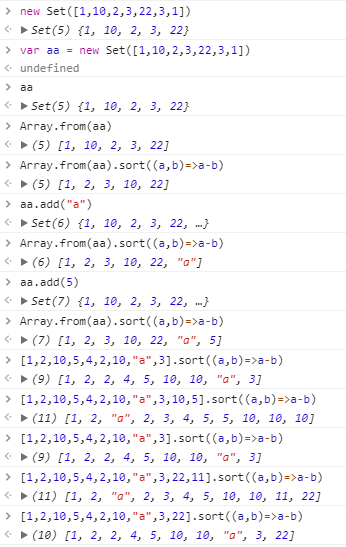 new Set([1,10,2,3,22,3,1])
Set(5) {1, 10, 2, 3, 22}
var aa = new Set([1,10,2,3,22,3,1])
undefined
aa
Set(5) {1, 10, 2, 3, 22}
Array.from(aa)
(5) [1, 10, 2, 3, 22]
Array.from(aa).sort((a,b)=>a-b)
(5) [1, 2, 3, 10, 22]
aa.add("a")
Set(6) {1, 10, 2, 3, 22, …}
Array.from(aa).sort((a,b)=>a-b)
(6) [1, 2, 3, 10, 22, "a"]
aa.add(5)
Set(7) {1, 10, 2, 3, 22, …}
Array.from(aa).sort((a,b)=>a-b)
(7) [1, 2, 3, 10, 22, "a", 5]
[1,2,10,5,4,2,10,"a",3].sort((a,b)=>a-b)
(9) [1, 2, 2, 4, 5, 10, 10, "a", 3]
[1,2,10,5,4,2,10,"a",3,10,5].sort((a,b)=>a-b)
(11) [1, 2, "a", 2, 3, 4, 5, 5, 10, 10, 10]
[1,2,10,5,4,2,10,"a",3].sort((a,b)=>a-b)
(9) [1, 2, 2, 4, 5, 10, 10, "a", 3]
[1,2,10,5,4,2,10,"a",3,22,11].sort((a,b)=>a-b)
(11) [1, 2, "a", 2, 3, 4, 5, 10, 10, 11, 22]
[1,2,10,5,4,2,10,"a",3,22].sort((a,b)=>a-b)
(10) [1, 2, 2, 4, 5, 10, 10, "a", 3, 22]